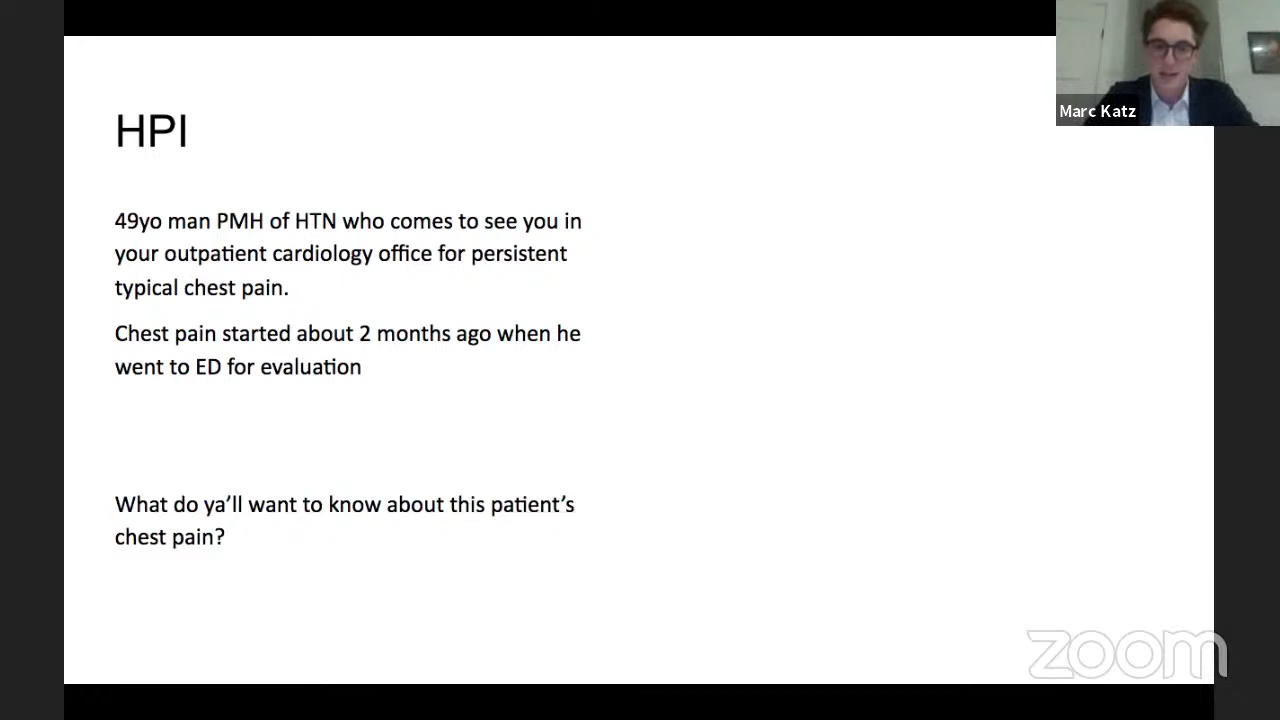 Marc Katz
HPI
49yo man PMH of HTN who comes to see you in
your outpatient cardiology office for persistent
typical chest pain.
Chest pain started about 2 months ago when he
went to ED for evaluation
What do ya’ll want to know about this patient’s
chest pain?
zoom